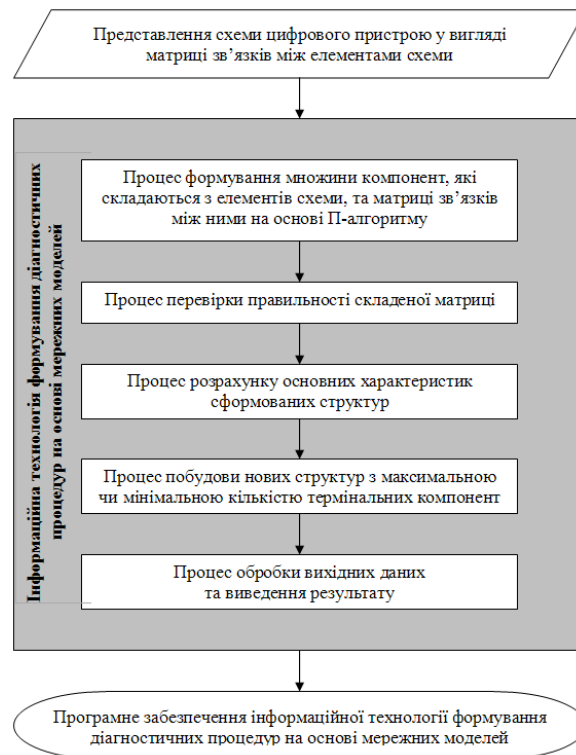 Представлення схеми цифрового пристрою у вигляді
матриці зв’язків між елементами схеми
Інформаційна технологія формування діагностичних
процедур на основі мережних моделей
Процес формування множини компонент, які
складаються з елементів схеми, та матриці зв’язків
між ними на основі П-алгоритму
Процес перевірки правильності складеної матриці
Процес розрахунку основних характеристик
сформованих структур
Процес побудови нових структур з максимальною
чи мінімальною кількістю термінальних компонент
Процес обробки вихідних даних
та виведення результату
Програмне забезпечення інформаційної технології формування
діагностичних процедур на основі мережних моделей